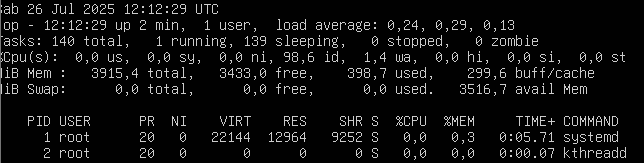 ab 26 Jul 2025 12:12:29 UTC
op - 12:12:29 up 2 min,  1 user,  load average: 0,24, 0,29, 0,13
Tasks: 140 total,   1 running, 139 sleeping,   0 stopped,   0 zombie
%Cpu(s):  0,0 us,  0,0 sy,  0,0 ni, 98,6 id,  1,4 wa,  0,0 hi,  0,0 si,  0,0 st
MiB Mem :   3915,4 total,   3433,0 free,    398,7 used,    299,6 buff/cache
MiB Swap:      0,0 total,      0,0 free,      0,0 used.   3516,7 avail Mem
PID USER      PR  NI    VIRT    RES    SHR S  %CPU  %MEM     TIME+ COMMAND
1 root      20   0   22144  12964   9252 S   0,0   0,3   0:05.71 systemd
2 root      20   0       0      0      0 S   0,0   0,0   0:00.07 kthreadd